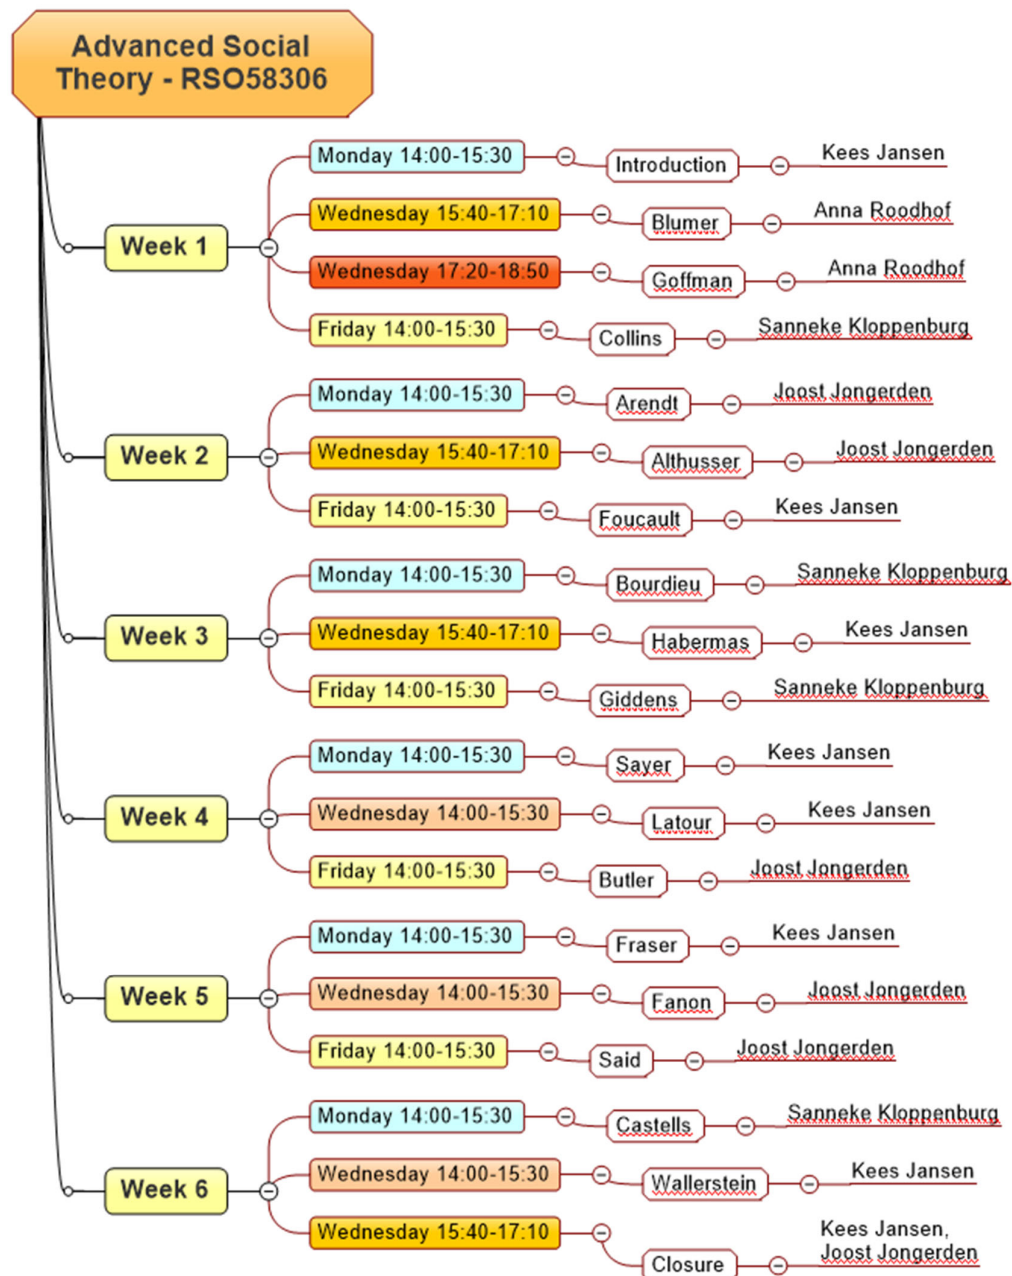 Advanced Social
Theory - RSO58306
Week 1
Monday 14:00-15:30
Introduction
Kees Jansen
Wednesday 15:40-17:10
Blumer
Anna Roodhof
Wednesday 17:20-18:50
Goffman
Anna Roodhof
Friday 14:00-15:30
Collins
Sanneke Kloppenburg
Week 2
Monday 14:00-15:30
Arendt
Joost Jongerden
Wednesday 15:40-17:10
Althusser
Joost Jongerden
Friday 14:00-15:30
Foucault
Kees Jansen
Week 3
Monday 14:00-15:30
Bourdieu
Sanneke Kloppenburg
Wednesday 15:40-17:10
Habermas
Kees Jansen
Friday 14:00-15:30
Giddens
Sanneke Kloppenburg
Week 4
Monday 14:00-15:30
Sayer
Kees Jansen
Wednesday 14:00-15:30
Latour
Kees Jansen
Friday 14:00-15:30
Butler
Joost Jongerden
Week 5
Monday 14:00-15:30
Fraser
Kees Jansen
Wednesday 14:00-15:30
Fanon
Joost Jongerden
Friday 14:00-15:30
Said
Joost Jongerden
Week 6
Monday 14:00-15:30
Castells
Sanneke Kloppenburg
Wednesday 14:00-15:30
Wallerstein
Kees Jansen
Wednesday 15:40-17:10
Closure
Kees Jansen,
Joost Jongerden